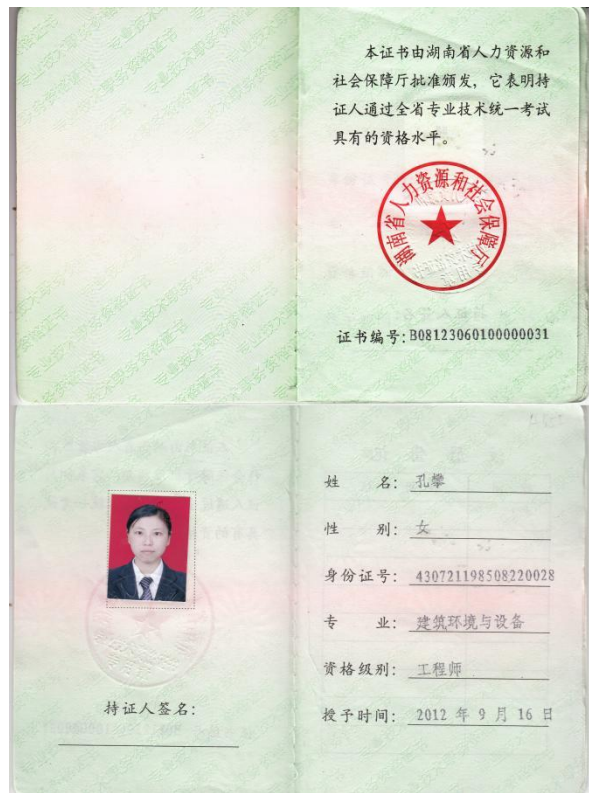 本证书由湖南省人力资源和
社会保障厅批准颁发，它表明持
证人通过全省专业技术统一考试
具有的资格水平。
湖南省人力资源和社会保障厅
证书编号：B08123060100000031
姓 名：孔攀
性 别：女
身份证号：430721198508220028
专 业：建筑环境与设备
资格级别：工程师
授予时间：2012 年 9 月 16 日
持证人签名：